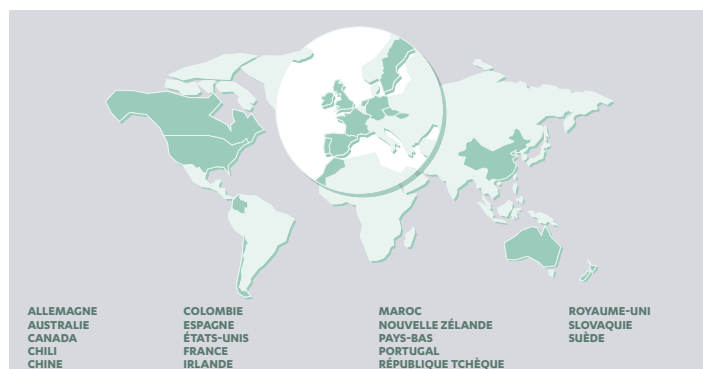 ALLEMAGNE
AUSTRALIE
CANADA
CHILI
CHINE
COLOMBIE
ESPAGNE
ÉTATS-UNIS
FRANCE
IRLANDE
MAROC
NOUVELLE ZÉLANDE
PAYS-BAS
PORTUGAL
RÉPUBLIQUE TCHÈQUE
ROYAUME-UNI
SLOVAQUIE
SUÈDE